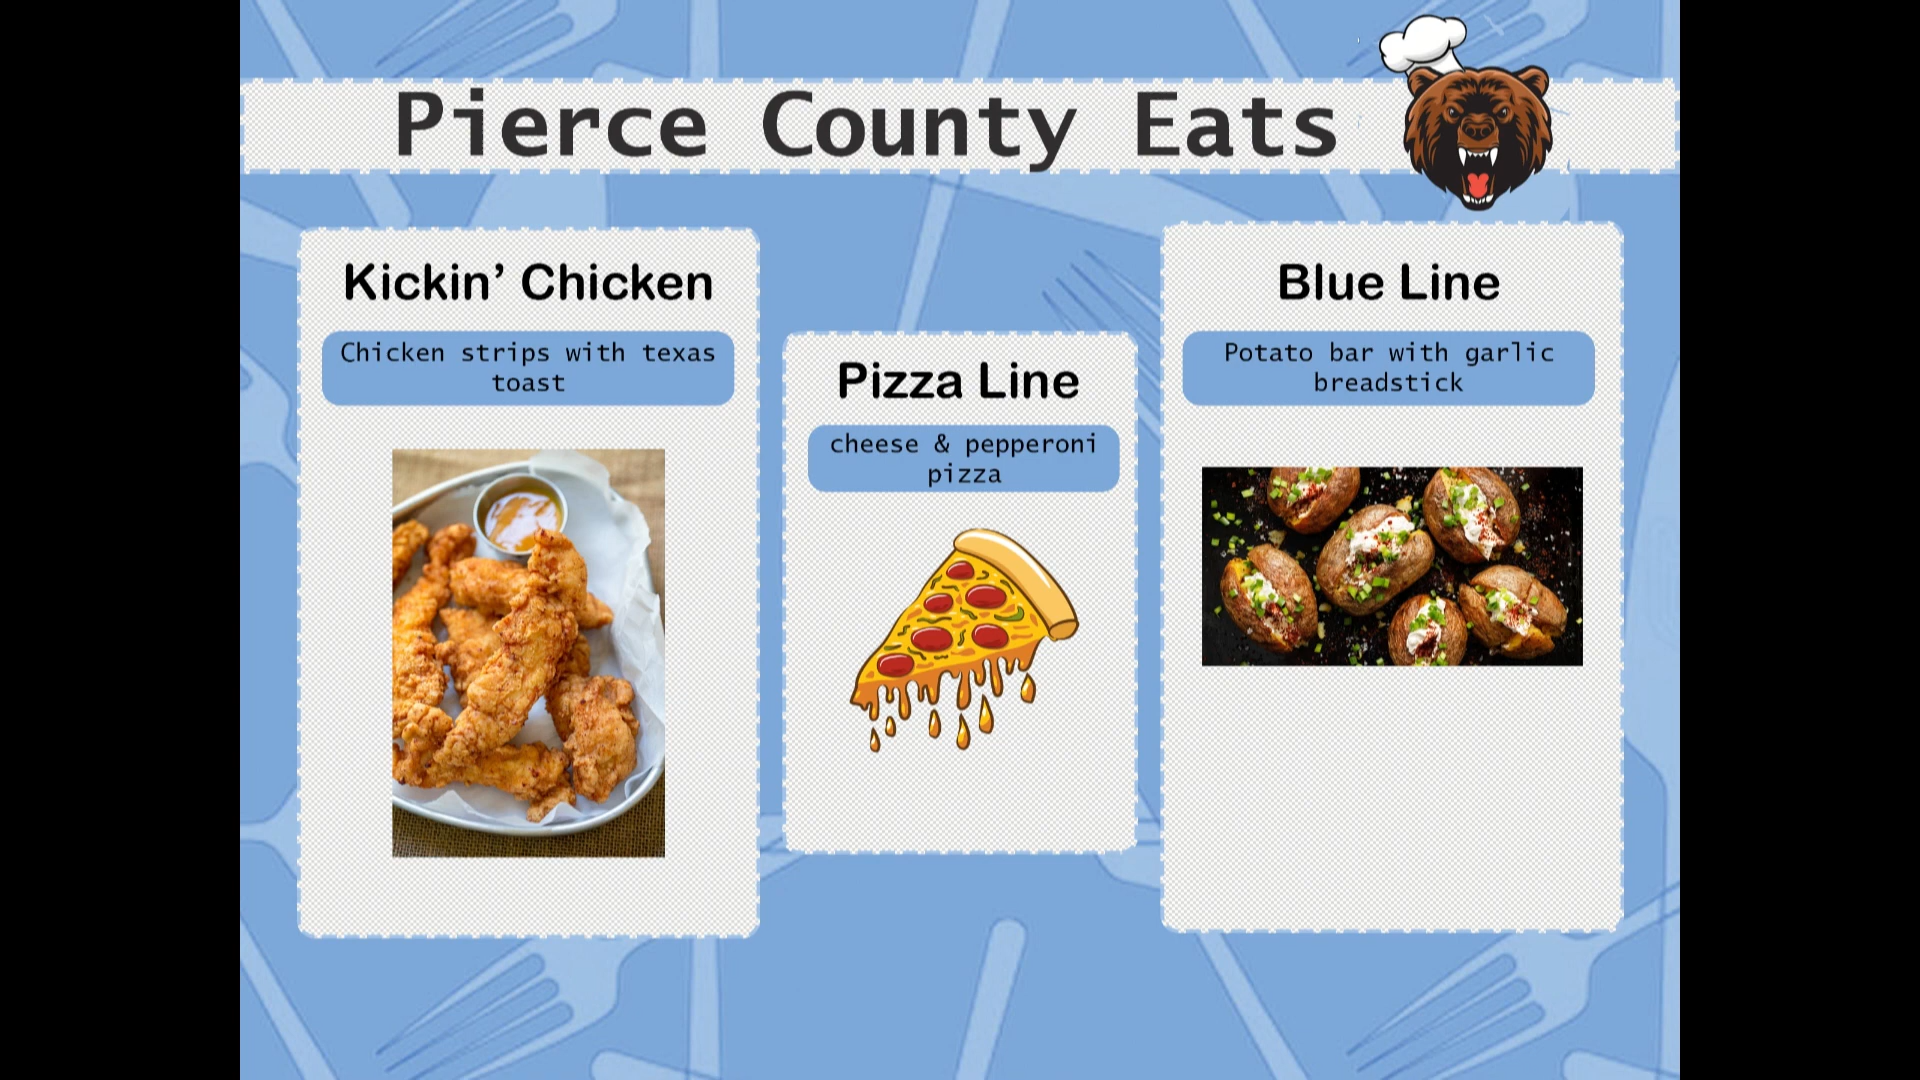 Pierce County Eats
Kickin’ Chicken
Chicken strips with texas
toast
Pizza Line
cheese & pepperoni
pizza
Blue Line
Potato bar with garlic
breadstick